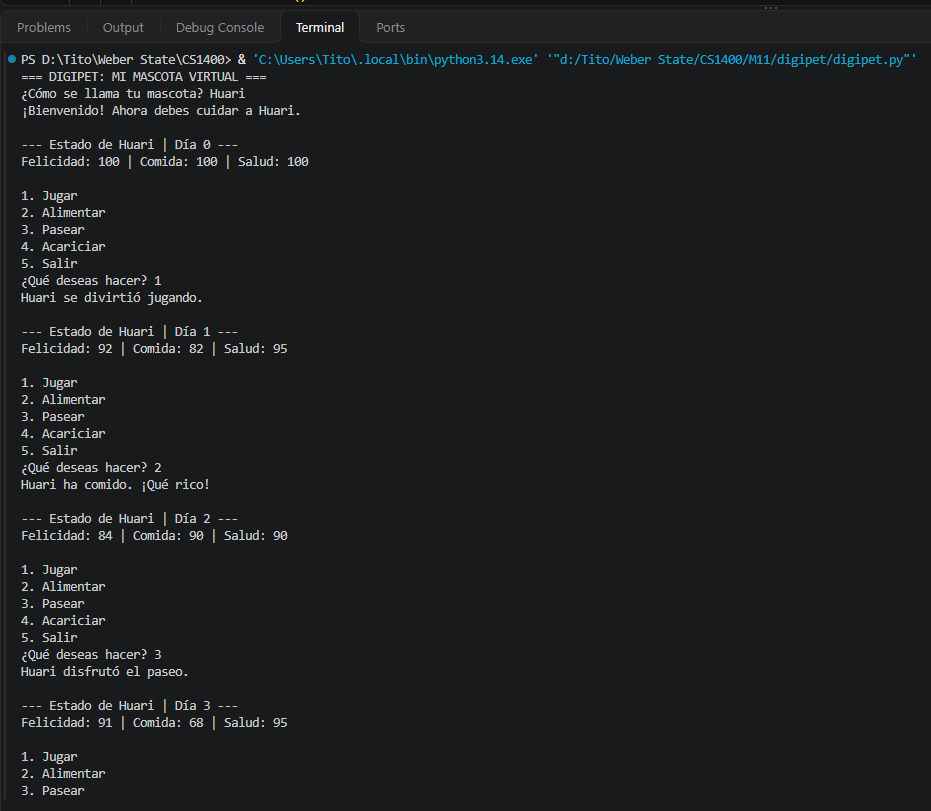 Problems Output Debug Console Terminal Ports
PS D:\Tito\Weber State\CS1400> & 'C:\Users\Tito\.local\bin\python3.14.exe' '"d:/Tito/Weber State/CS1400/M11/digipet/digipet.py"'
=== DIGIPET: MI MASCOTA VIRTUAL ===
¿Cómo se llama tu mascota? Huari
¡Bienvenido! Ahora debes cuidar a Huari.
--- Estado de Huari | Día 0 ---
Felicidad: 100 | Comida: 100 | Salud: 100
1. Jugar
2. Alimentar
3. Pasear
4. Acariciar
5. Salir
¿Qué deseas hacer? 1
Huari se divirtió jugando.
--- Estado de Huari | Día 1 ---
Felicidad: 92 | Comida: 82 | Salud: 95
1. Jugar
2. Alimentar
3. Pasear
4. Acariciar
5. Salir
¿Qué deseas hacer? 2
Huari ha comido. ¡Qué rico!
--- Estado de Huari | Día 2 ---
Felicidad: 84 | Comida: 90 | Salud: 90
1. Jugar
2. Alimentar
3. Pasear
4. Acariciar
5. Salir
¿Qué deseas hacer? 3
Huari disfrutó el paseo.
--- Estado de Huari | Día 3 ---
Felicidad: 91 | Comida: 68 | Salud: 95
1. Jugar
2. Alimentar
3. Pasear